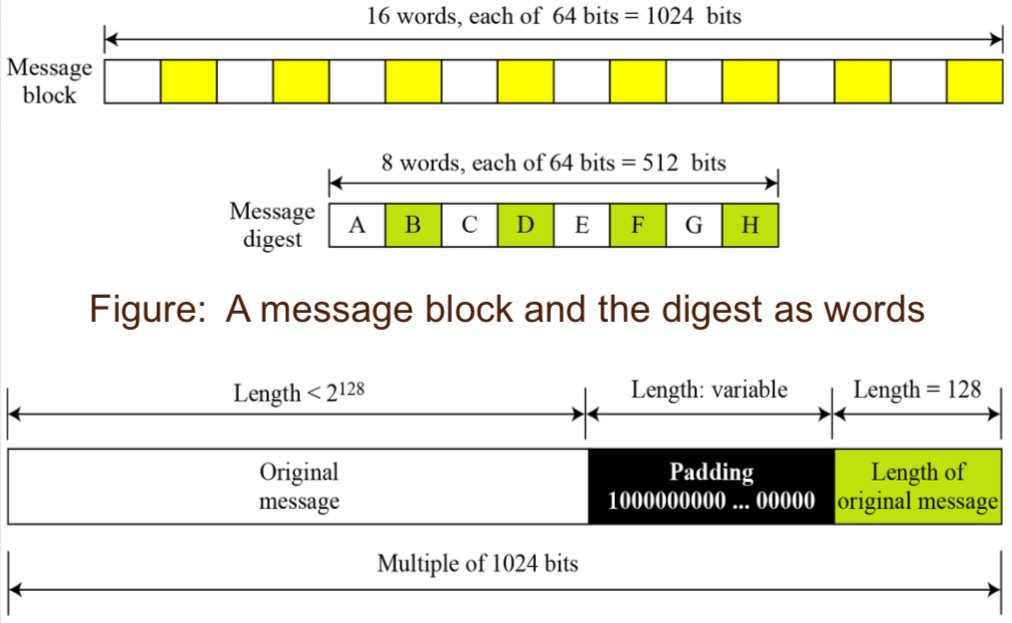 16 words, each of 64 bits = 1024 bits
Message
block
8 words, each of 64 bits = 512 bits
Message
digest
A B C D E F G H
Figure: A message block and the digest as words
Length < 2¹²⁸
Length: variable
Length = 128
Original
message
Padding
1000000000 ... 00000
Length of
original message
Multiple of 1024 bits